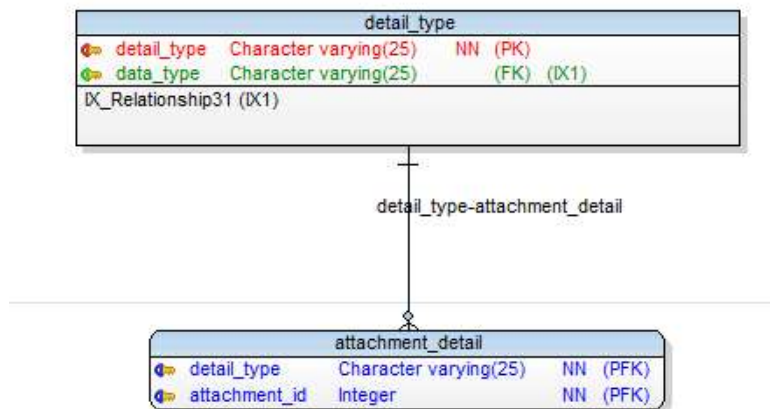 detail_type
detail_type Character varying(25) NN (PK)
data_type Character varying(25) (FK) (IX1)
IX_Relationship31 (IX1)
detail_type-attachment_detail
attachment_detail
detail_type Character varying(25) NN (PFK)
attachment_id Integer NN (PFK)